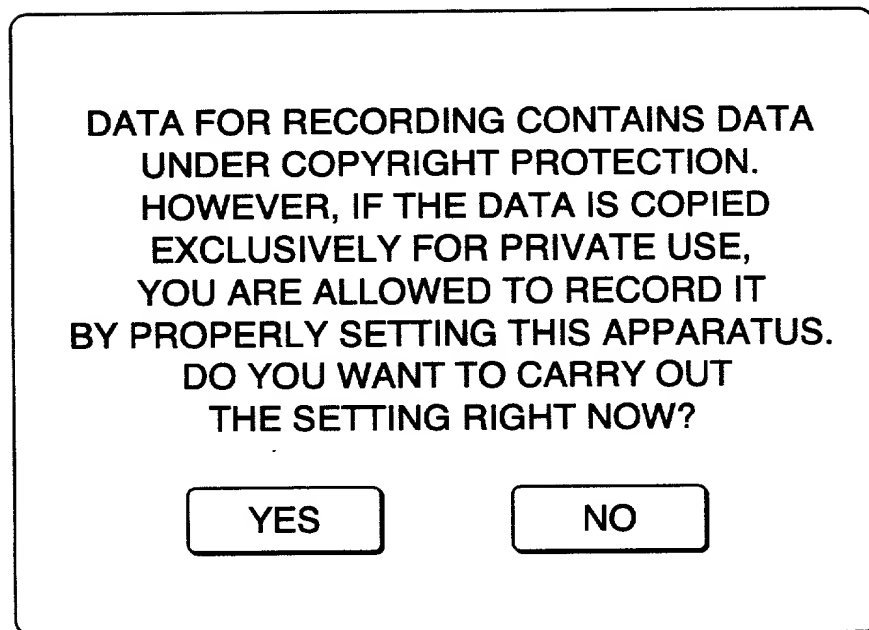 DATA FOR RECORDING CONTAINS DATA
UNDER COPYRIGHT PROTECTION.
HOWEVER, IF THE DATA IS COPIED
EXCLUSIVELY FOR PRIVATE USE,
YOU ARE ALLOWED TO RECORD IT
BY PROPERLY SETTING THIS APPARATUS.
DO YOU WANT TO CARRY OUT
THE SETTING RIGHT NOW?
YES NO